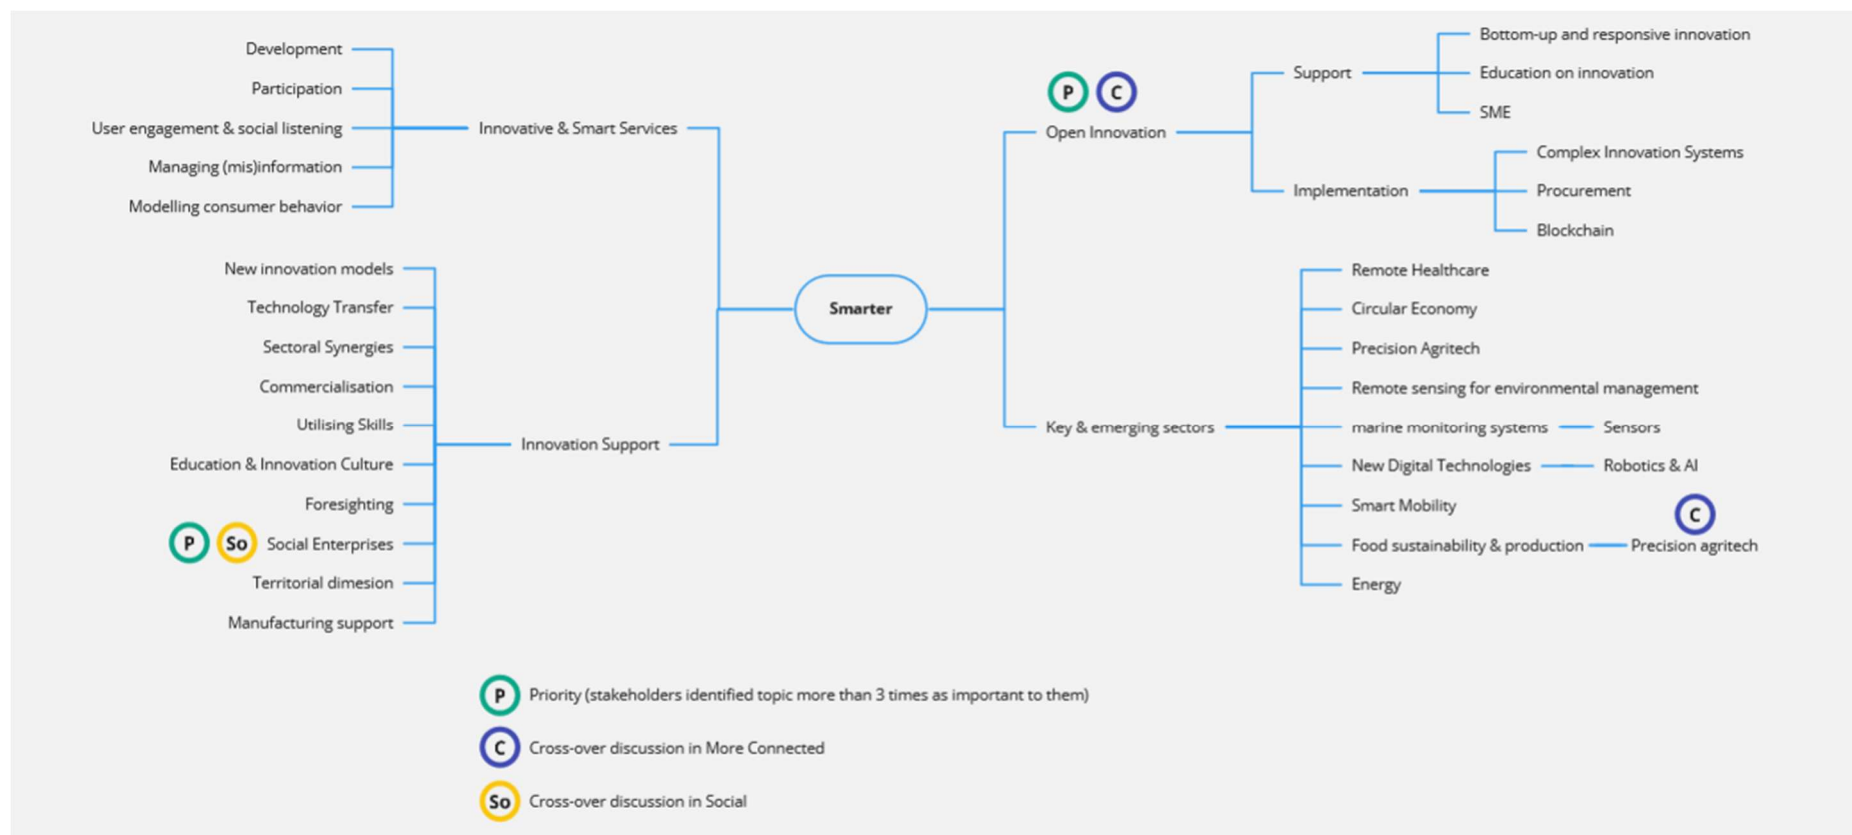 Development
Participation
User engagement & social listening
Managing (mis)information
Modelling consumer behavior
Innovative & Smart Services
New innovation models
Technology Transfer
Sectoral Synergies
Commercialisation
Utilising Skills
Education & Innovation Culture
Foresighting
P So Social Enterprises
Territorial dimesion
Manufacturing support
Innovation Support
Smarter
P C
Open Innovation
Support
Bottom-up and responsive innovation
Education on innovation
SME
Implementation
Complex Innovation Systems
Procurement
Blockchain
Key & emerging sectors
Remote Healthcare
Circular Economy
Precision Agritech
Remote sensing for environmental management
marine monitoring systems Sensors
New Digital Technologies Robotics & AI
Smart Mobility
C
Food sustainability & production Precision agritech
Energy
P Priority (stakeholders identified topic more than 3 times as important to them)
C Cross-over discussion in More Connected
So Cross-over discussion in Social